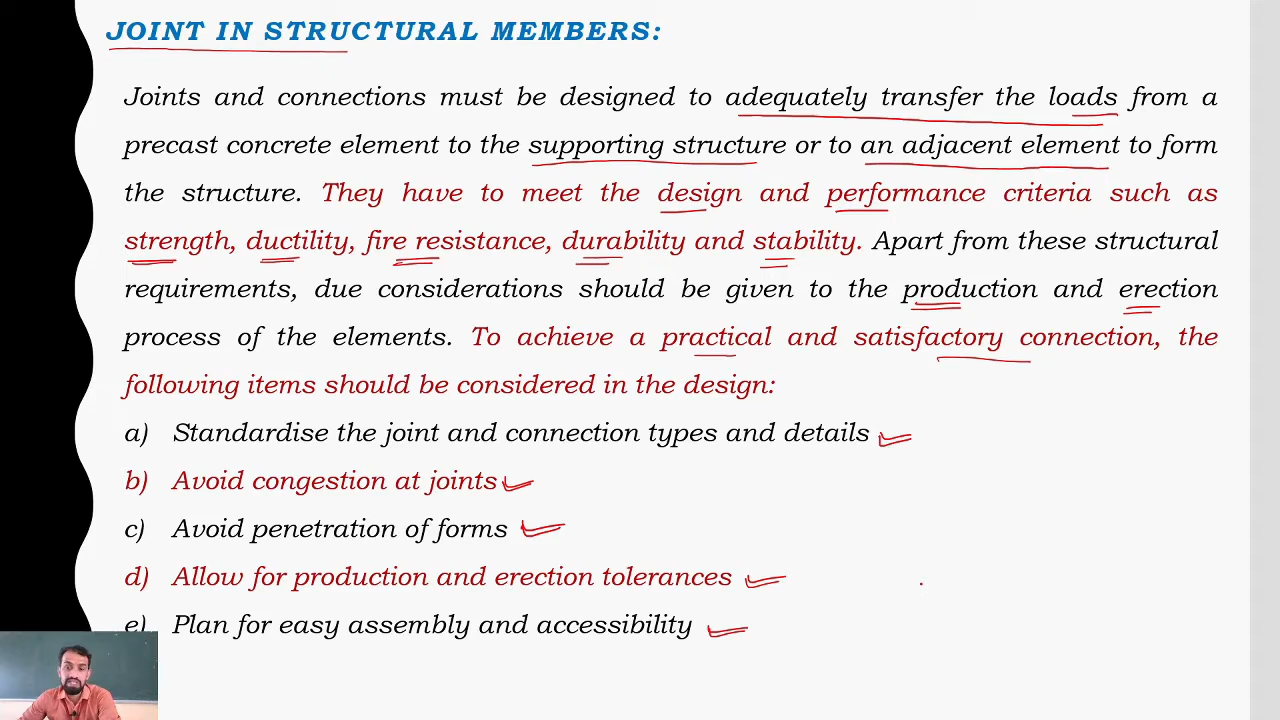 JOINT IN STRUCTURAL MEMBERS:
Joints and connections must be designed to adequately transfer the loads from a
precast concrete element to the supporting structure or to an adjacent element to form
the structure. They have to meet the design and performance criteria such as
strength, ductility, fire resistance, durability and stability. Apart from these structural
requirements, due considerations should be given to the production and erection
process of the elements. To achieve a practical and satisfactory connection, the
following items should be considered in the design:
a) Standardise the joint and connection types and details
b) Avoid congestion at joints
c) Avoid penetration of forms
d) Allow for production and erection tolerances
e) Plan for easy assembly and accessibility